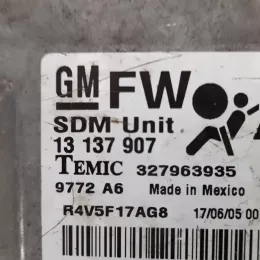 GM FW
SDM Unit
13 137 907
TEMIC 327963935
9772 A6 Made in Mexico
R4V5F17AG8 17/06/05 00